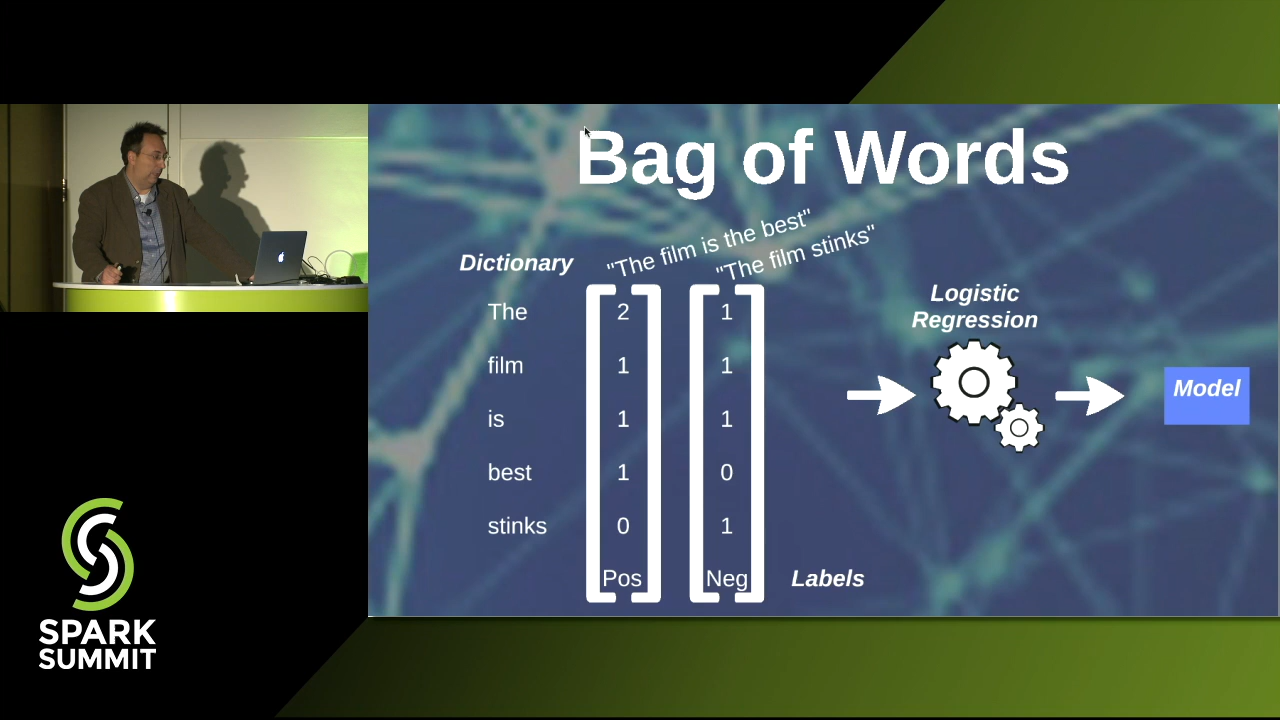 Bag of Words
"The film is the best"
"The film stinks"
Dictionary
The 2 1
film 1 1
is 1 1
best 1 0
stinks 0 1
Pos Neg Labels
Logistic
Regression
Model
SPARK
SUMMIT